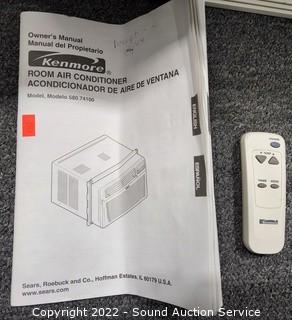 Owner's Manual
Manual del Propietario
Kenmore®
ROOM AIR CONDITIONER
ACONDICIONADOR DE AIRE DE VENTANA
Model, Modelo 580.74100
ENGLISH
ESPAÑOL
Sears, Roebuck and Co., Hoffman Estates, IL 60179 U.S.A.
www.sears.com
Copyright 2022 - Sound Auction Service